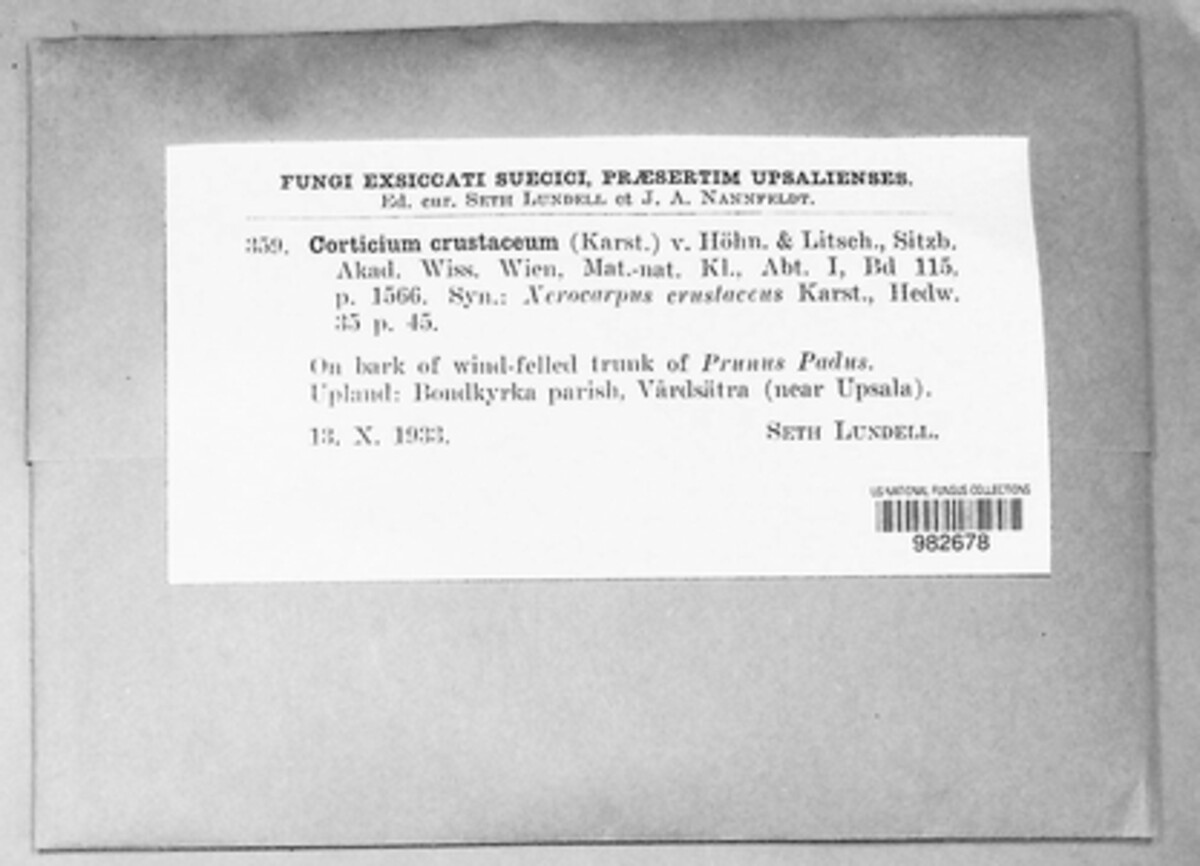 FUNGI EXSICCATI SUECICI, PRÆSERTIM UPSALIENSES.
Ed. cur. SETH LUNDELL et J. A. NANNFELDT.
359. Corticium crustaceum (Karst.) v. Höhn. & Litsch., Sitzb.
Akad. Wiss. Wien, Mat.-nat. Kl., Abt. I, Bd 115.
p. 1566. Syn.: Xerocarpus crustaceus Karst., Hedw.
35 p. 45.
On bark of wind-felled trunk of Prunus Padus.
Upland: Bondkyrka parish, Vårdsätra (near Upsala).
13. X. 1933.
SETH LUNDELL.
US NATIONAL FUNGUS COLLECTIONS
982678